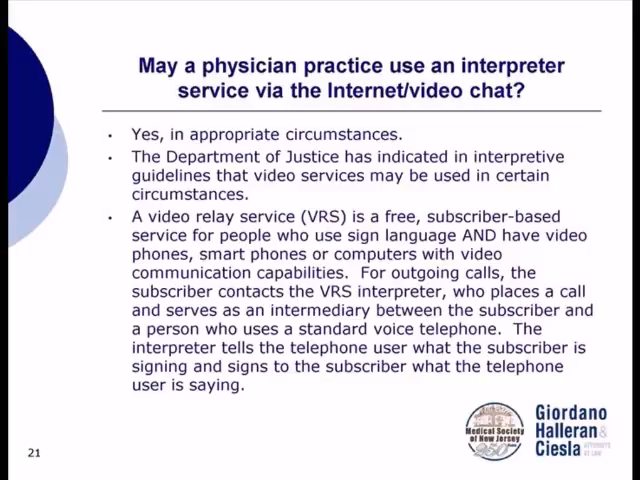 May a physician practice use an interpreter
service via the Internet/video chat?
• Yes, in appropriate circumstances.
• The Department of Justice has indicated in interpretive
guidelines that video services may be used in certain
circumstances.
• A video relay service (VRS) is a free, subscriber-based
service for people who use sign language AND have video
phones, smart phones or computers with video
communication capabilities. For outgoing calls, the
subscriber contacts the VRS interpreter, who places a call
and serves as an intermediary between the subscriber and
a person who uses a standard voice telephone. The
interpreter tells the telephone user what the subscriber is
signing and signs to the subscriber what the telephone
user is saying.
Medical Society
of New Jersey
250
Giordano
Halleran &
Ciesla
ATTORNEYS
AT LAW
21